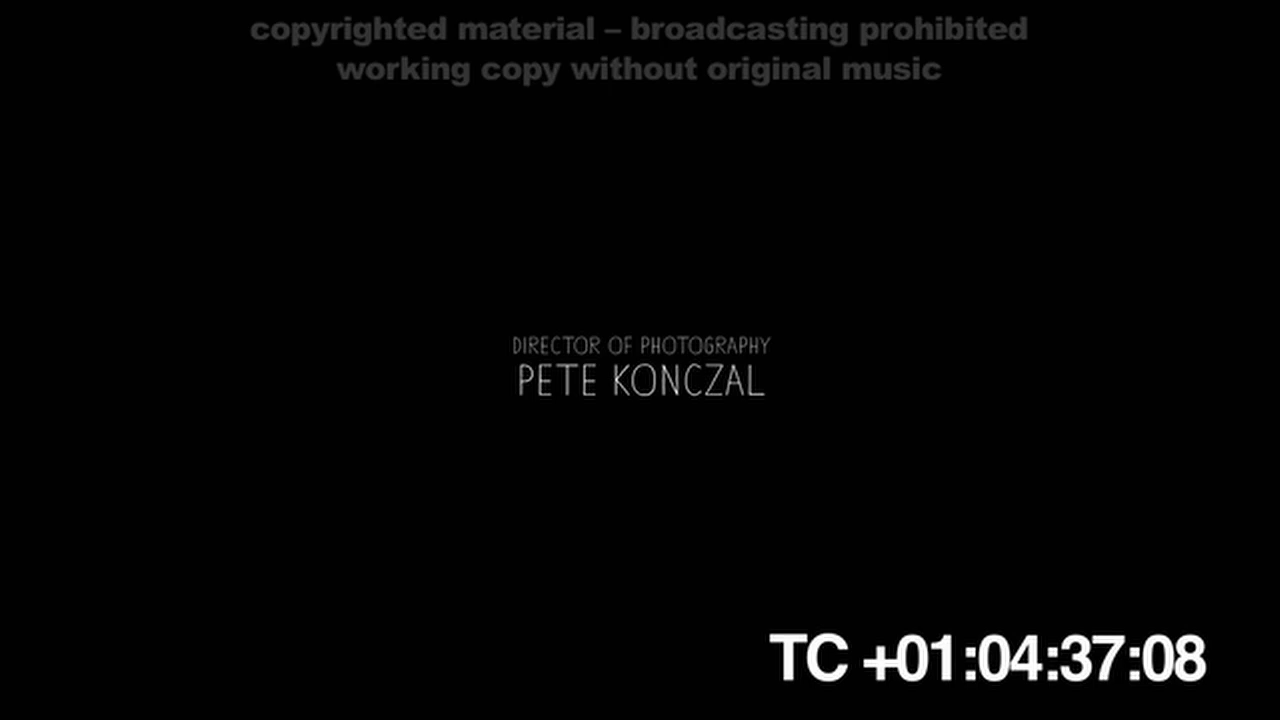 copyrighted material – broadcasting prohibited
working copy without original music
DIRECTOR OF PHOTOGRAPHY
PETE KONCZAL
TC +01:04:37:08